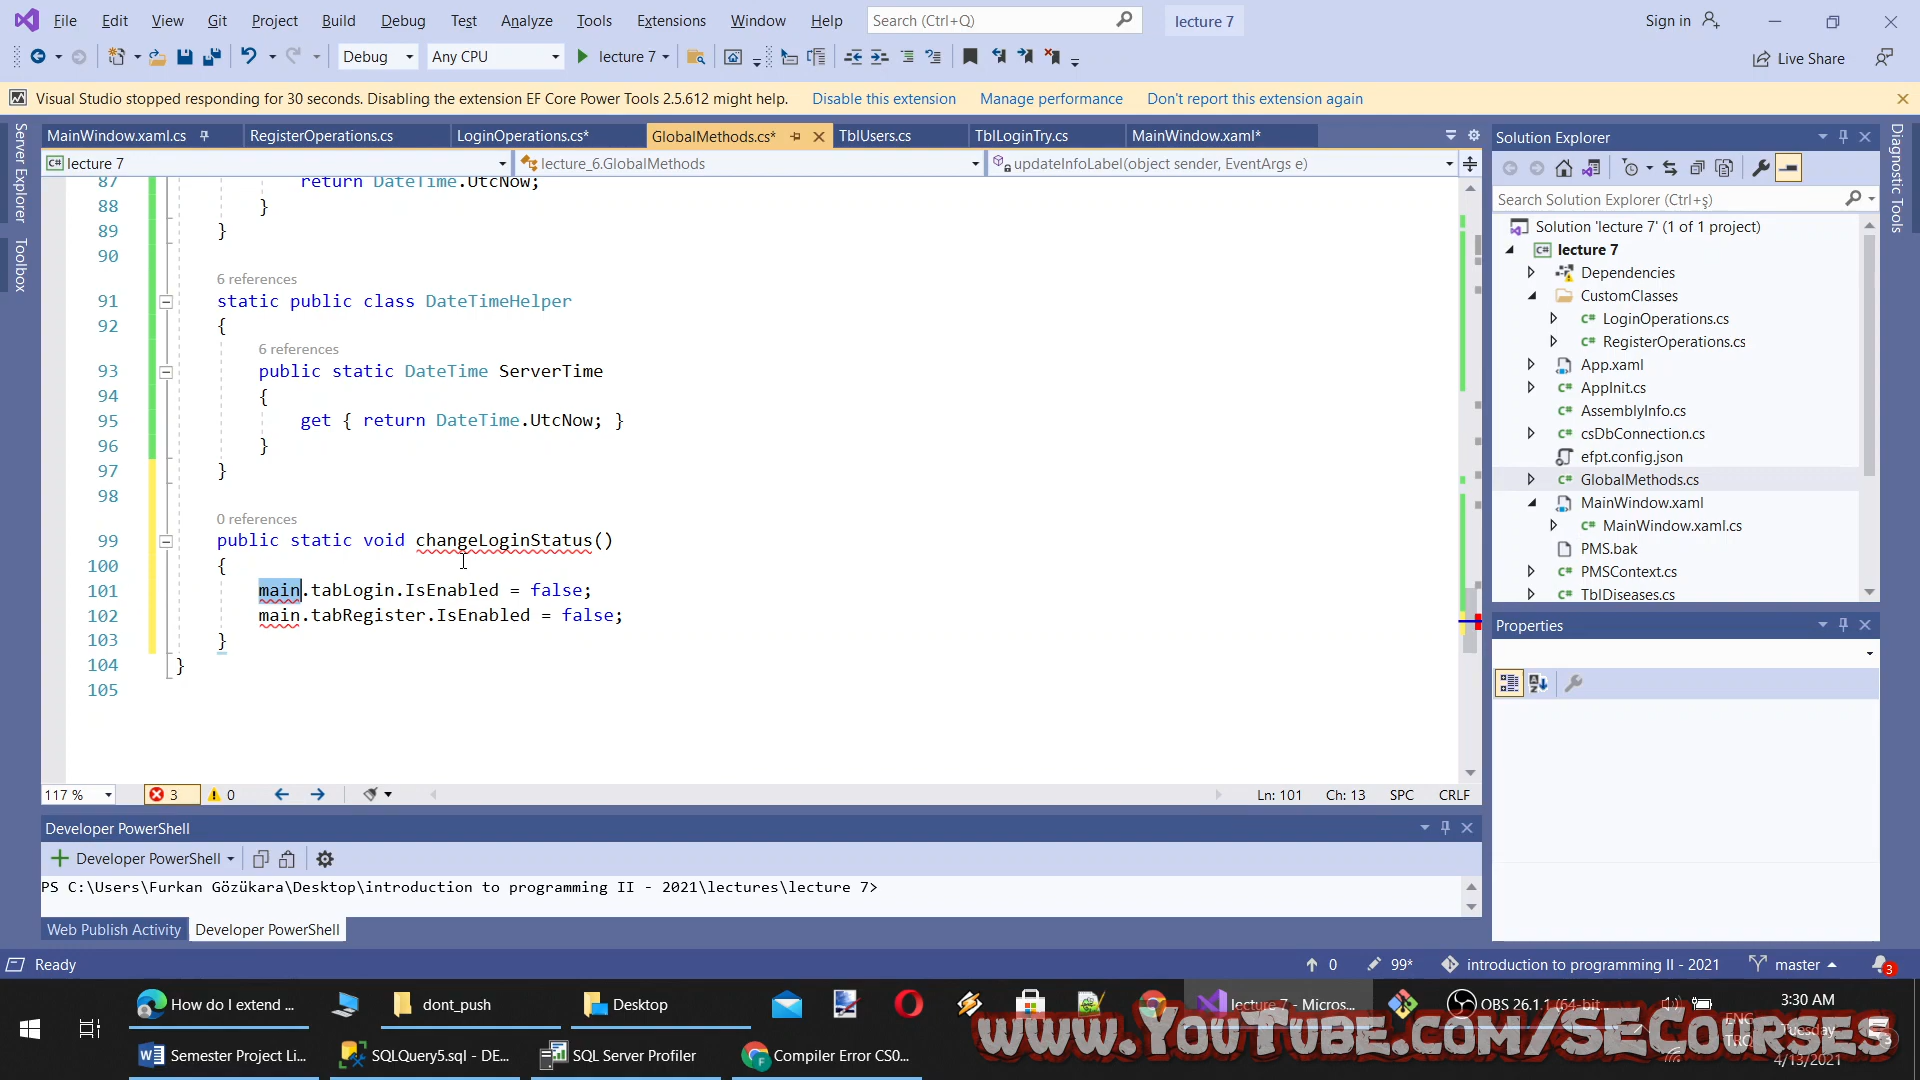 File Edit View Git Project Build Debug Test Analyze Tools Extensions Window Help Search (Ctrl+Q) lecture 7 Sign in
Debug Any CPU lecture 7 Live Share
Visual Studio stopped responding for 30 seconds. Disabling the extension EF Core Power Tools 2.5.612 might help. Disable this extension Manage performance Don't report this extension again
Server Explorer
Toolbox
MainWindow.xaml.cs RegisterOperations.cs LoginOperations.cs* GlobalMethods.cs* TblUsers.cs TblLoginTry.cs MainWindow.xaml*
C# lecture 7 lecture_6.GlobalMethods updateInfoLabel(object sender, EventArgs e)
87 return DateTime.UtcNow;
88 }
89 }
90
6 references
91 static public class DateTimeHelper
92 {
6 references
93 public static DateTime ServerTime
94 {
95 get { return DateTime.UtcNow; }
96 }
97 }
98
0 references
99 public static void changeLoginStatus()
100 {
101 main.tabLogin.IsEnabled = false;
102 main.tabRegister.IsEnabled = false;
103 }
104 }
105
117 % 3 0 Ln: 101 Ch: 13 SPC CRLF
Developer PowerShell
Developer PowerShell
PS C:\Users\Furkan Gözükara\Desktop\introduction to programming II - 2021\lectures\lecture 7>
Web Publish Activity Developer PowerShell
Solution Explorer
Search Solution Explorer (Ctrl+ş)
Solution 'lecture 7' (1 of 1 project)
C# lecture 7
Dependencies
CustomClasses
C# LoginOperations.cs
C# RegisterOperations.cs
App.xaml
C# AppInit.cs
C# AssemblyInfo.cs
C# csDbConnection.cs
efpt.config.json
C# GlobalMethods.cs
MainWindow.xaml
C# MainWindow.xaml.cs
PMS.bak
C# PMSContext.cs
C# TblDiseases.cs
Properties
Diagnostic Tools
Ready 0 99* introduction to programming II - 2021 master 3
How do I extend ... dont_push Desktop lecture 7 - Micros... OBS 26.1.1 (64-bit... 3:30 AM
ENG Tuesday
Semester Project Li... SQLQuery5.sql - DE... SQL Server Profiler Compiler Error CS0... 4/13/2021
www.YouTube.com/SECourses